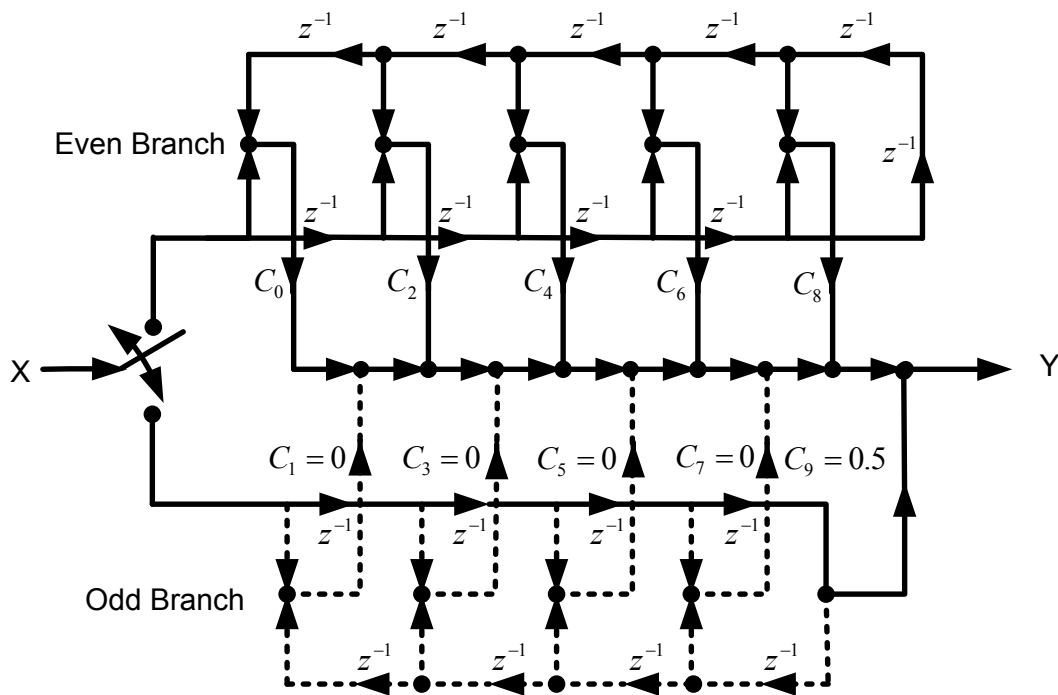 z⁻¹ z⁻¹ z⁻¹ z⁻¹ z⁻¹
Even Branch
z⁻¹
z⁻¹ z⁻¹ z⁻¹ z⁻¹
C₀ C₂ C₄ C₆ C₈
X
Y
C₁ = 0 C₃ = 0 C₅ = 0 C₇ = 0 C₉ = 0.5
z⁻¹ z⁻¹ z⁻¹ z⁻¹
Odd Branch
z⁻¹ z⁻¹ z⁻¹ z⁻¹